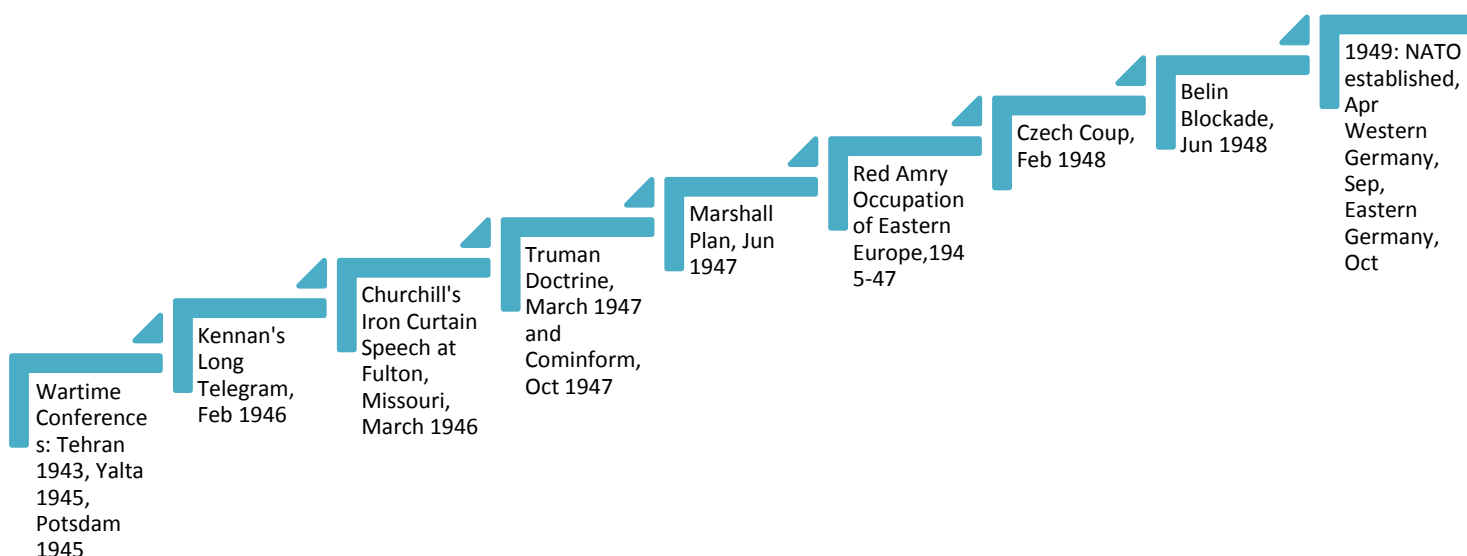 Wartime
Conference
s: Tehran
1943, Yalta
1945,
Potsdam
1945
Kennan's
Long
Telegram,
Feb 1946
Churchill's
Iron Curtain
Speech at
Fulton,
Missouri,
March 1946
Truman
Doctrine,
March 1947
and
Cominform,
Oct 1947
Marshall
Plan, Jun
1947
Red Amry
Occupation
of Eastern
Europe,194
5-47
Czech Coup,
Feb 1948
Belin
Blockade,
Jun 1948
1949: NATO
established,
Apr
Western
Germany,
Sep,
Eastern
Germany,
Oct